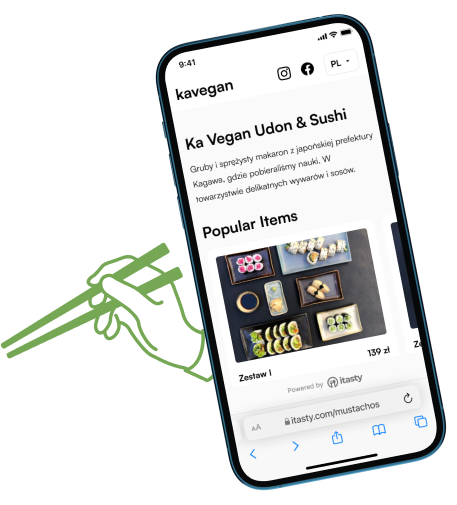 9:41
kavegan
PL
Ka Vegan Udon & Sushi
Gruby i sprężysty makaron z japońskiej prefektury
Kagawa, gdzie pobieraliśmy nauki. W
towarzystwie delikatnych wywarów i sosów.
Popular Items
Zestaw I
139 zł
Ze
Powered by itasty
AA
itasty.com/mustachos